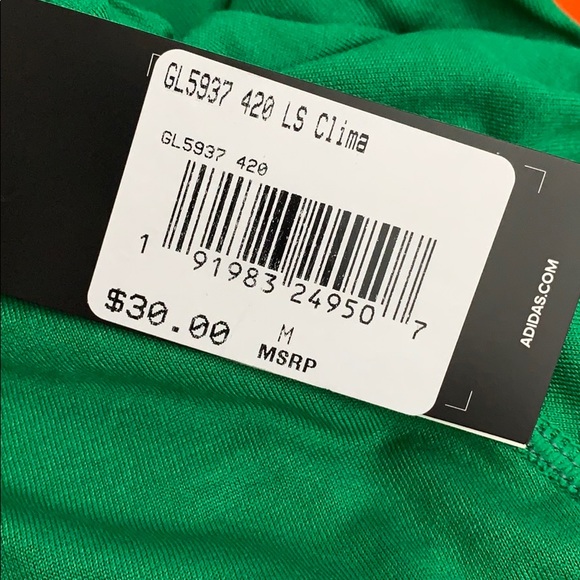 GL5937 420 LS Clima
GL5937 420
1 91983 24950 7
$30.00 M
MSRP
ADIDAS.COM